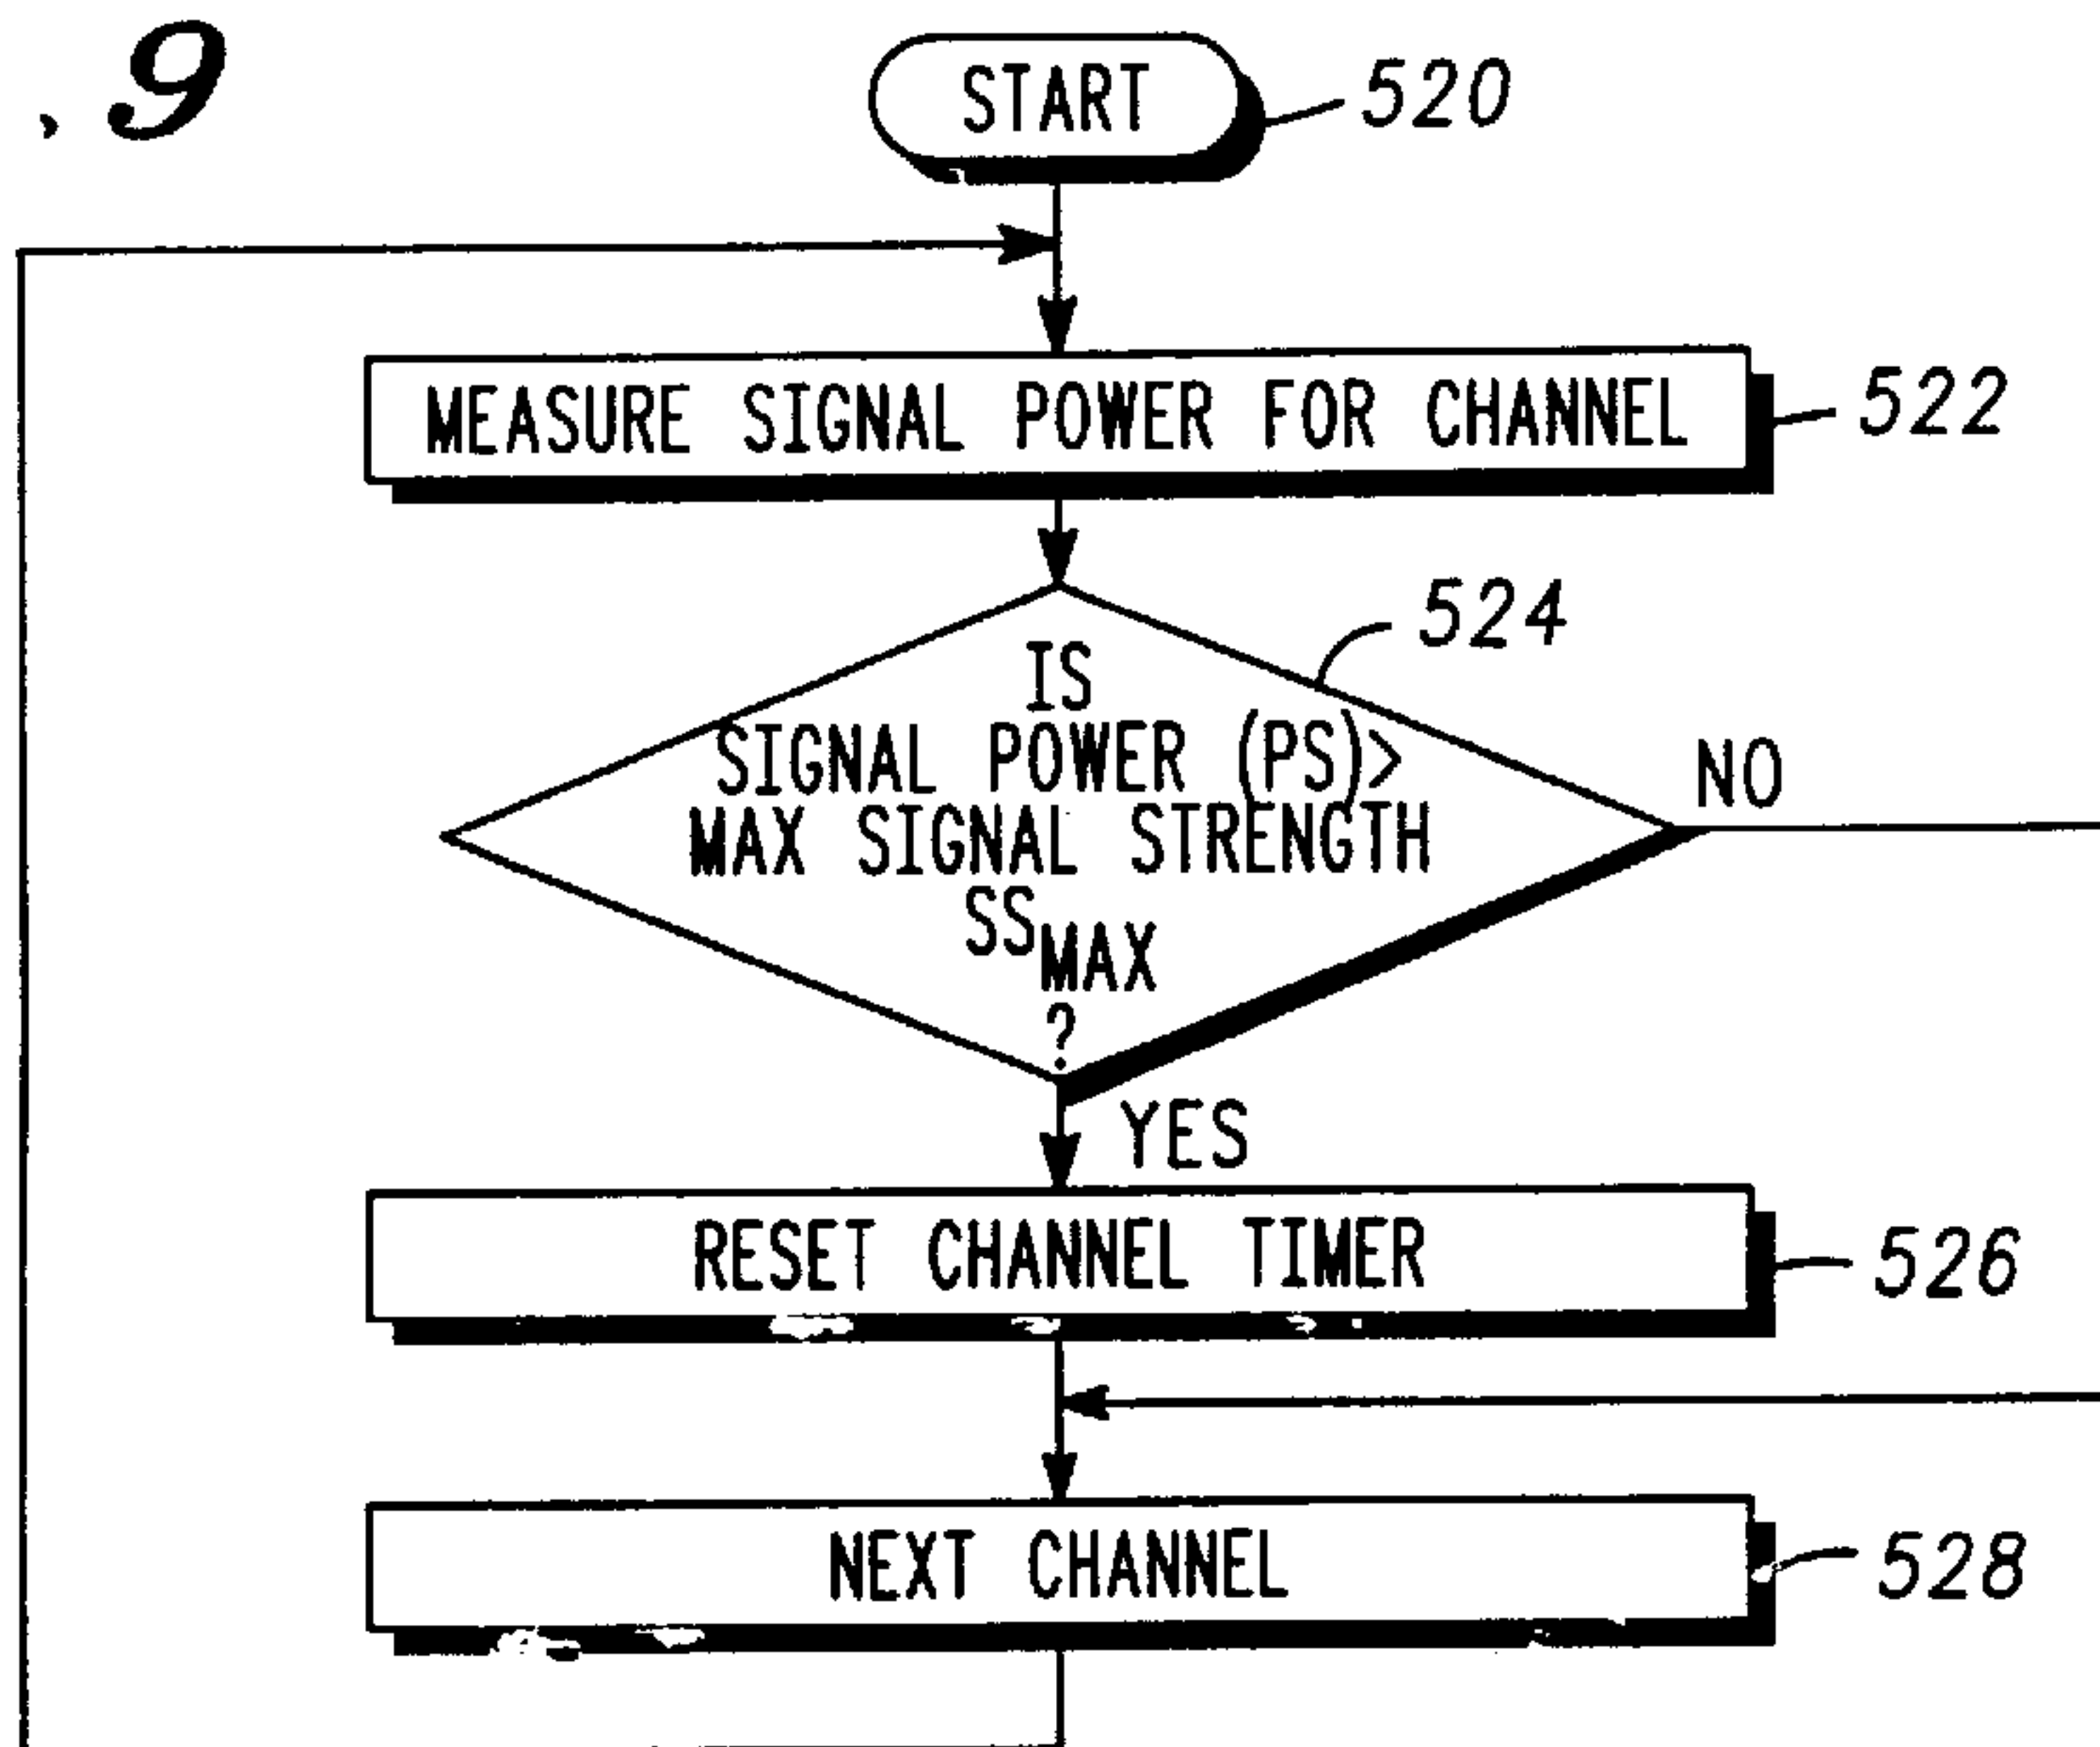 . 9
START
520
MEASURE SIGNAL POWER FOR CHANNEL
522
524
IS
SIGNAL POWER (PS)>
MAX SIGNAL STRENGTH
SSMAX
?
NO
YES
RESET CHANNEL TIMER
526
NEXT CHANNEL
528